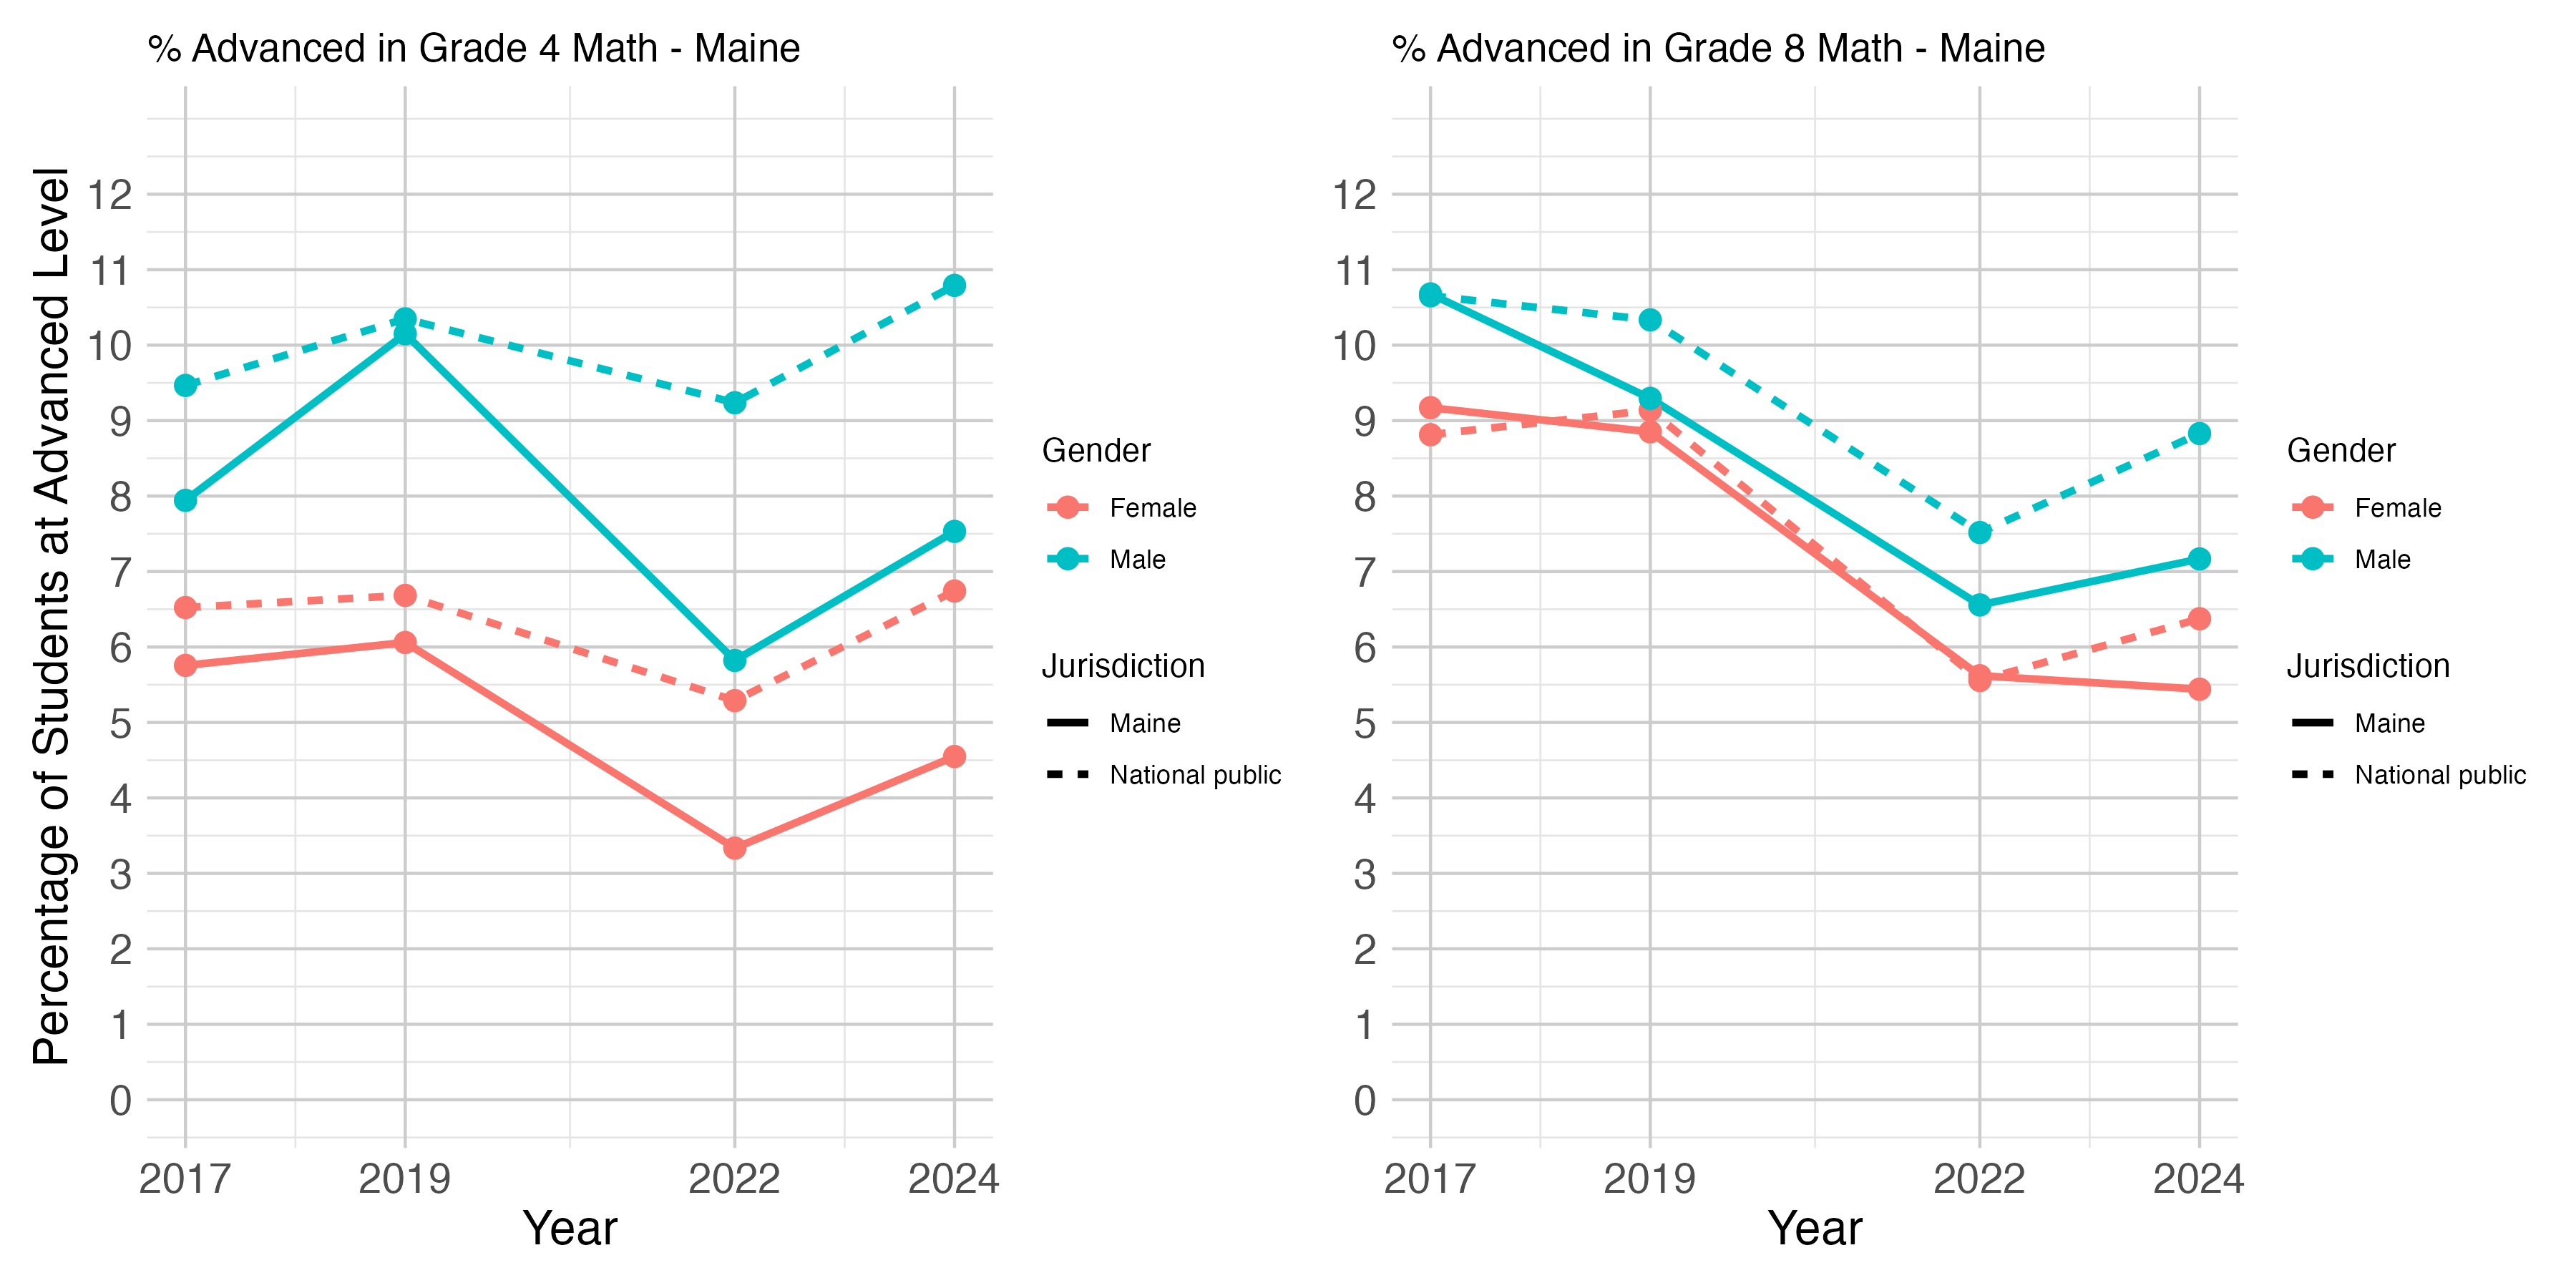 % Advanced in Grade 4 Math - Maine
Percentage of Students at Advanced Level
12
11
10
9
8
7
6
5
4
3
2
1
0
2017 2019 2022 2024
Year
Gender
Female
Male
Jurisdiction
Maine
National public
% Advanced in Grade 8 Math - Maine
12
11
10
9
8
7
6
5
4
3
2
1
0
2017 2019 2022 2024
Year
Gender
Female
Male
Jurisdiction
Maine
National public